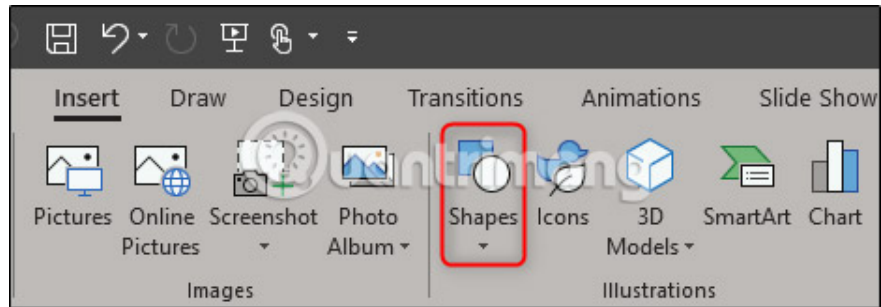 Insert Draw Design Transitions Animations Slide Show
Pictures Online Pictures Screenshot Photo Album Shapes Icons 3D Models SmartArt Chart
Images Illustrations
Quantrimang